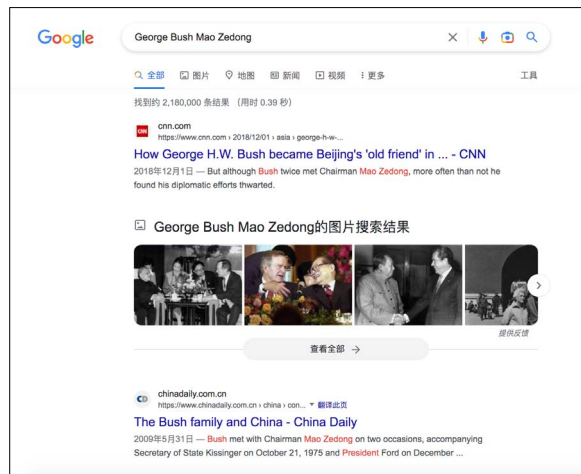 Google
George Bush Mao Zedong
全部 图片 地图 新闻 视频 更多 工具
找到约 2,180,000 条结果 （用时 0.39 秒）
CNN
cnn.com
https://www.cnn.com › 2018/12/01 › asia › george-h-w-...
How George H.W. Bush became Beijing's 'old friend' in ... - CNN
2018年12月1日 — But although Bush twice met Chairman Mao Zedong, more often than not he
found his diplomatic efforts thwarted.
George Bush Mao Zedong的图片搜索结果
提供反馈
查看全部 →
CD
chinadaily.com.cn
https://www.chinadaily.com.cn › china › con... ▼ 翻译此页
The Bush family and China - China Daily
2009年5月31日 — Bush met with Chairman Mao Zedong on two occasions, accompanying
Secretary of State Kissinger on October 21, 1975 and President Ford on December ...